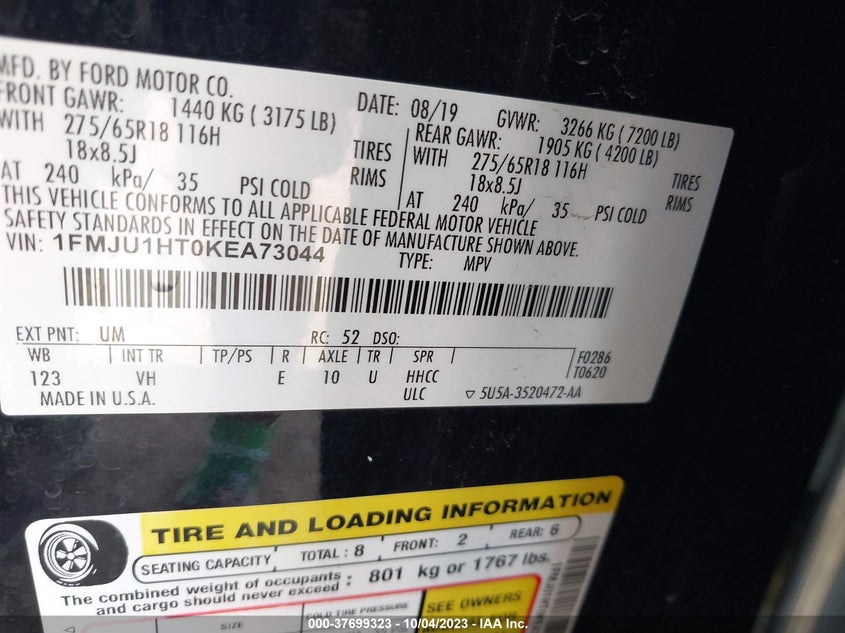 MFD. BY FORD MOTOR CO.
DATE: 08/19 GVWR: 3266 KG ( 7200 LB)
FRONT GAWR: 1440 KG ( 3175 LB)
REAR GAWR: 1905 KG ( 4200 LB)
WITH 275/65R18 116H TIRES
WITH 275/65R18 116H TIRES
18x8.5J RIMS
18x8.5J RIMS
AT 240 kPa/ 35 PSI COLD
AT 240 kPa/ 35 PSI COLD
THIS VEHICLE CONFORMS TO ALL APPLICABLE FEDERAL MOTOR VEHICLE
SAFETY STANDARDS IN EFFECT ON THE DATE OF MANUFACTURE SHOWN ABOVE.
VIN: 1FMJU1HT0KEA73044
TYPE: MPV
EXT PNT: UM RC: 52 DSO:
WB INT TR TP/PS R AXLE TR SPR F0286
123 VH E 10 U HHCC T0620
MADE IN U.S.A. ULC ▽ 5U5A-3520472-AA
TIRE AND LOADING INFORMATION
SEATING CAPACITY TOTAL : 8 FRONT: 2 REAR: 6
The combined weight of occupants
and cargo should never exceed : 801 kg or 1767 lbs.
SIZE COLD TIRE PRESSURE SEE OWNERS
000-37699323 - 10/04/2023 - IAA Inc.